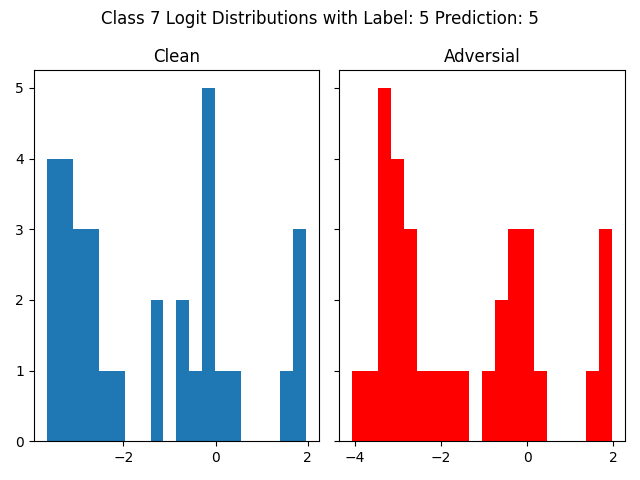 Class 7 Logit Distributions with Label: 5 Prediction: 5
Clean
Adversial
5
4
3
2
1
0
−2 0 2
−4 −2 0 2